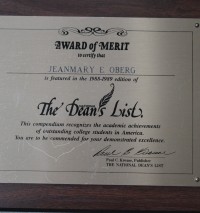 AWARD OF MERIT
to certify that
JEANMARY E OBERG
is featured in the 1988-1989 edition of
The Dean's List
This compendium recognizes the academic achievements
of outstanding college students in America.
You are to be commended for your demonstrated excellence.
Paul C. Krouse, Publisher
THE NATIONAL DEAN'S LIST